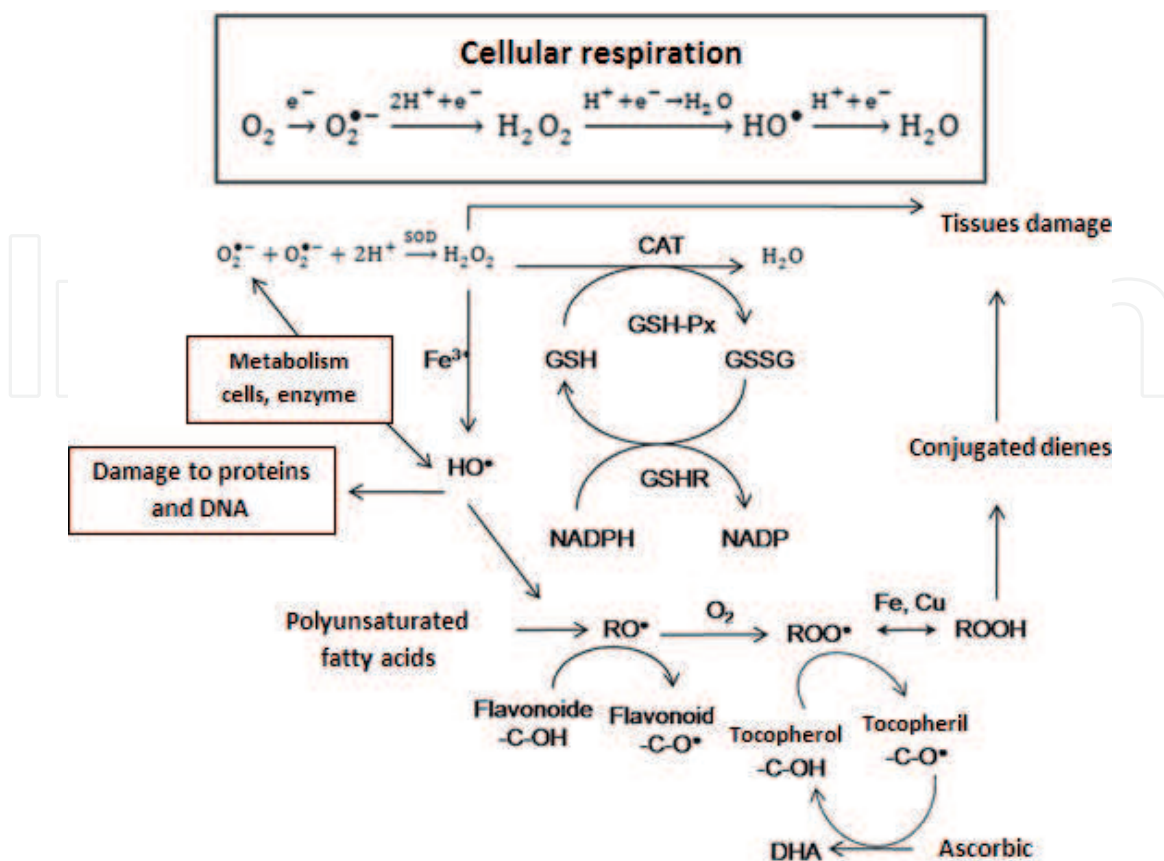 Cellular respiration
O₂ —e⁻→ O₂•⁻ —2H⁺+e⁻→ H₂O₂ —H⁺+e⁻→H₂O→ HO• —H⁺+e⁻→ H₂O
Tissues damage
O₂•⁻ + O₂•⁻ + 2H⁺ —SOD→ H₂O₂
CAT
H₂O
GSH-Px
Metabolism
cells, enzyme
Fe³⁺
GSH
GSSG
Conjugated dienes
Damage to proteins
and DNA
HO•
GSHR
NADPH
NADP
Polyunsaturated
fatty acids
RO•
O₂
ROO•
Fe, Cu
ROOH
Flavonoide
-C-OH
Flavonoid
-C-O•
Tocopherol
-C-OH
Tocopheril
-C-O•
DHA
Ascorbic